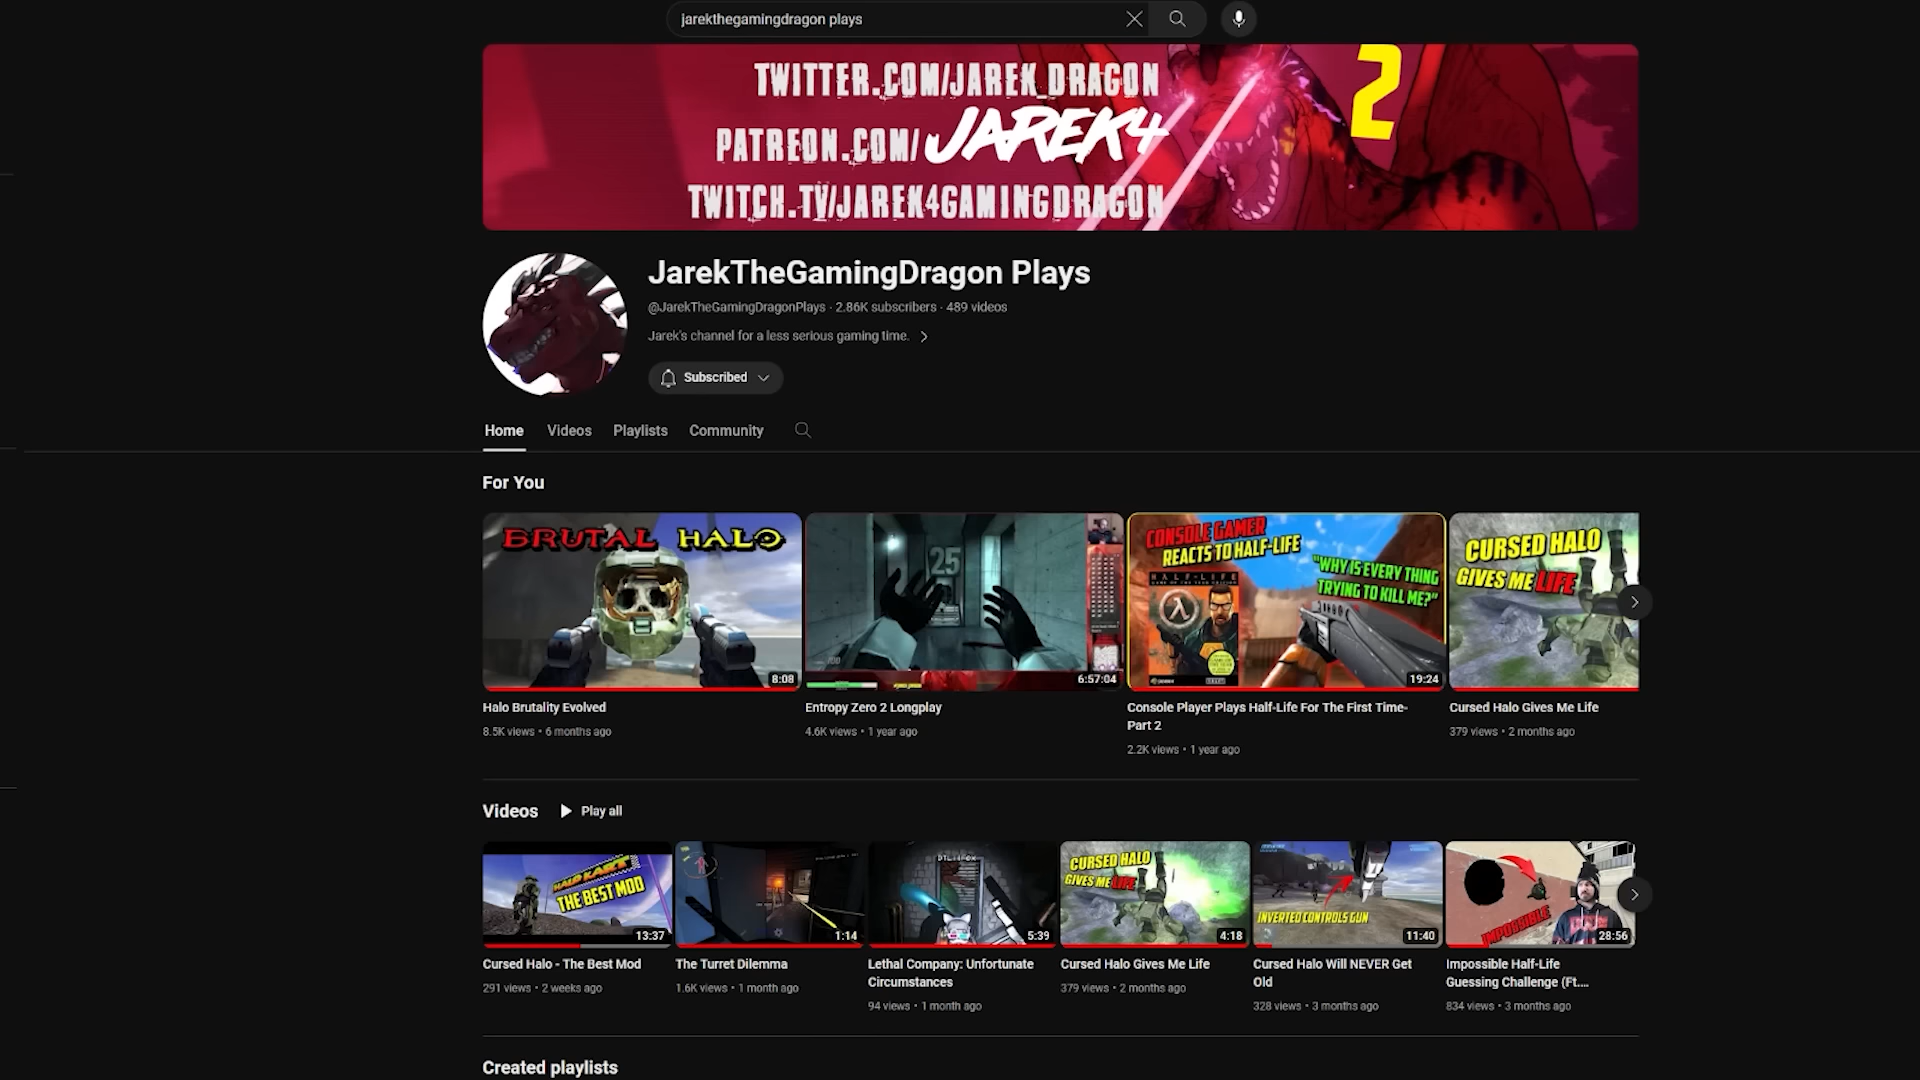 jarekthegamingdragon plays
TWITTER.COM/JAREK_DRAGON
2
PATREON.COM/JAREK4
TWITCH.TV/JAREK4GAMINGDRAGON
JarekTheGamingDragon Plays
@JarekTheGamingDragonPlays · 2.86K subscribers · 489 videos
Jarek's channel for a less serious gaming time.
Subscribed
Home Videos Playlists Community
For You
BRUTAL HALO
8:08
25
6:57:04
CONSOLE GAMER
REACTS TO HALF-LIFE
"WHY IS EVERY THING
TRYING TO KILL ME?"
HALF-LIFE
19:24
CURSED HALO
GIVES ME LIFE
Halo Brutality Evolved
8.5K views • 6 months ago
Entropy Zero 2 Longplay
4.6K views • 1 year ago
Console Player Plays Half-Life For The First Time-
Part 2
2.2K views • 1 year ago
Cursed Halo Gives Me Life
379 views • 2 months ago
Videos Play all
HALO KART
THE BEST MOD
13:37
1:14
5:39
CURSED HALO
GIVES ME LIFE
4:18
INVERTED CONTROLS GUN
11:40
IMPOSSIBLE
28:56
Cursed Halo - The Best Mod
291 views • 2 weeks ago
The Turret Dilemma
1.6K views • 1 month ago
Lethal Company: Unfortunate
Circumstances
94 views • 1 month ago
Cursed Halo Gives Me Life
379 views • 2 months ago
Cursed Halo Will NEVER Get
Old
328 views • 3 months ago
Impossible Half-Life
Guessing Challenge (Ft....
834 views • 3 months ago
Created playlists